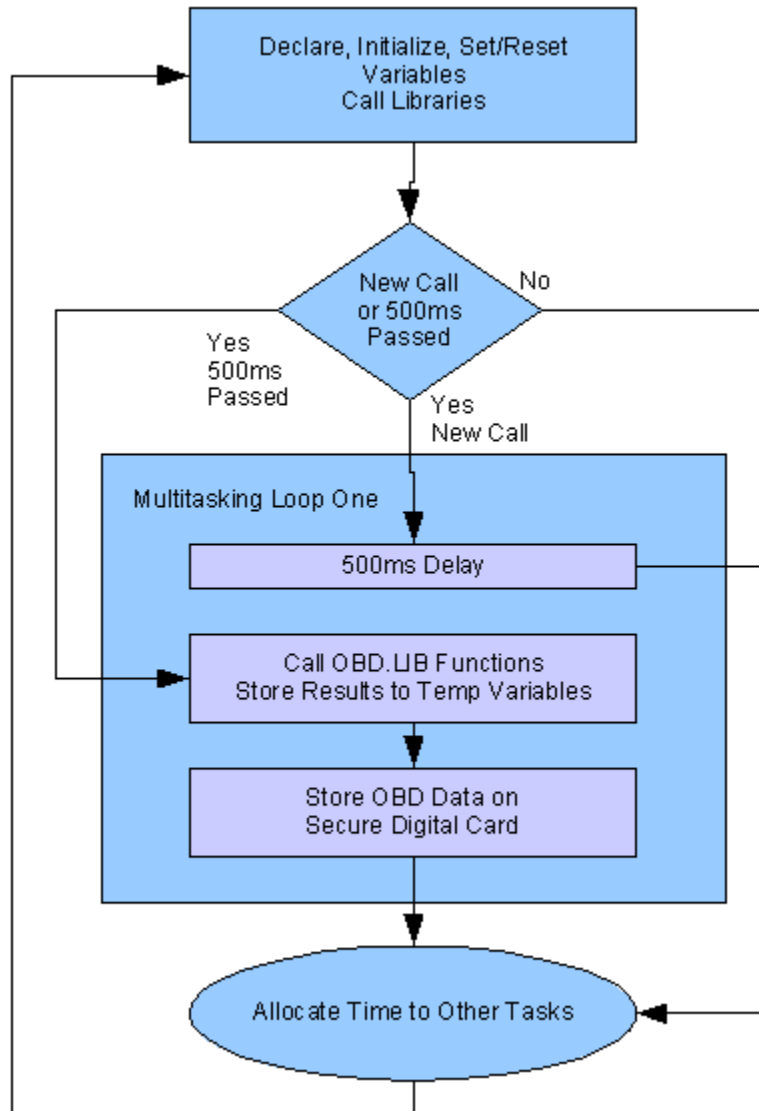 Declare, Initialize, Set/Reset
Variables
Call Libraries
New Call
or 500ms
Passed
No
Yes
500ms
Passed
Yes
New Call
Multitasking Loop One
500ms Delay
Call OBD.LIB Functions
Store Results to Temp Variables
Store OBD Data on
Secure Digital Card
Allocate Time to Other Tasks